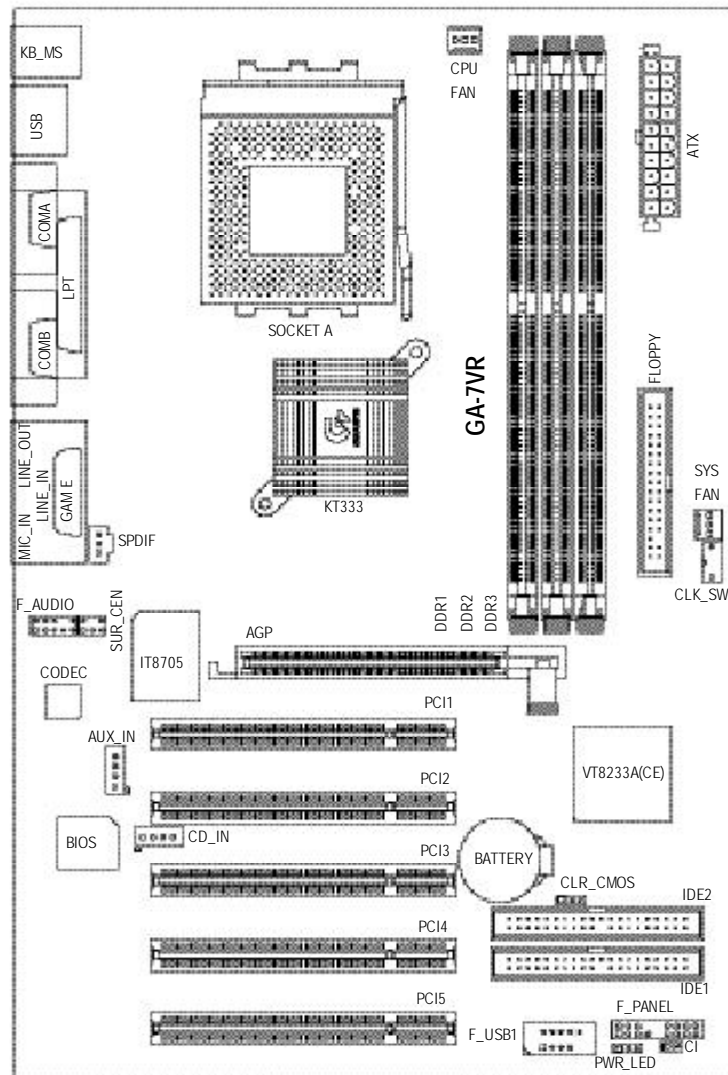 KB_MS
CPU
FAN
USB
ATX
COMA
LPT
COMB
SOCKET A
GA-7VR
FLOPPY
KT333
LINE_OUT
MIC_IN
LINE_IN
GAME
SPDIF
SYS
FAN
CLK_SW
F_AUDIO
SUR_CEN
DDR1
DDR2
DDR3
IT8705
AGP
CODEC
PCI1
AUX_IN
VT8233A(CE)
PCI2
BIOS
CD_IN
PCI3
BATTERY
CLR_CMOS
IDE2
PCI4
IDE1
PCI5
F_USB1
F_PANEL
CI
PWR_LED